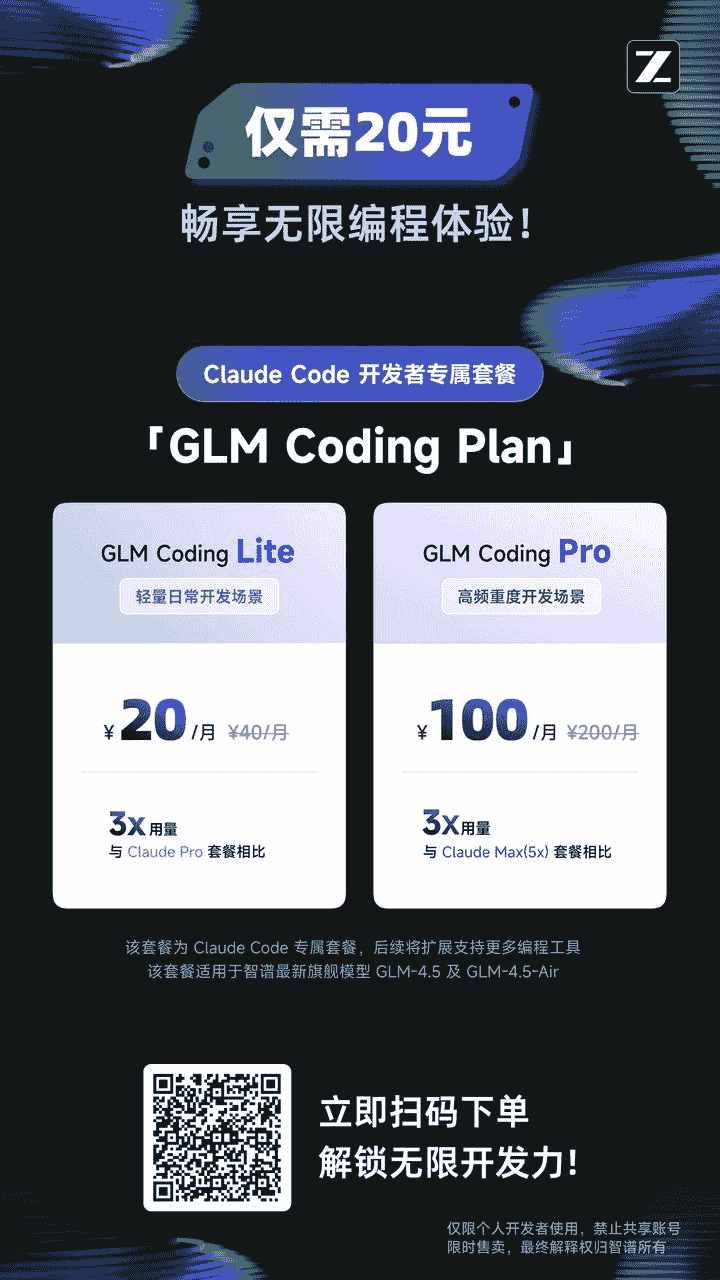 仅需20元
畅享无限编程体验!
Claude Code 开发者专属套餐
「GLM Coding Plan」
GLM Coding Lite
轻量日常开发场景
¥20/月 ¥40/月
3x用量
与 Claude Pro 套餐相比
GLM Coding Pro
高频重度开发场景
¥100/月 ¥200/月
3x用量
与 Claude Max(5x) 套餐相比
该套餐为 Claude Code 专属套餐，后续将扩展支持更多编程工具
该套餐适用于智谱最新旗舰模型 GLM-4.5 及 GLM-4.5-Air
立即扫码下单
解锁无限开发力!
仅限个人开发者使用，禁止共享账号
限时售卖，最终解释权归智谱所有